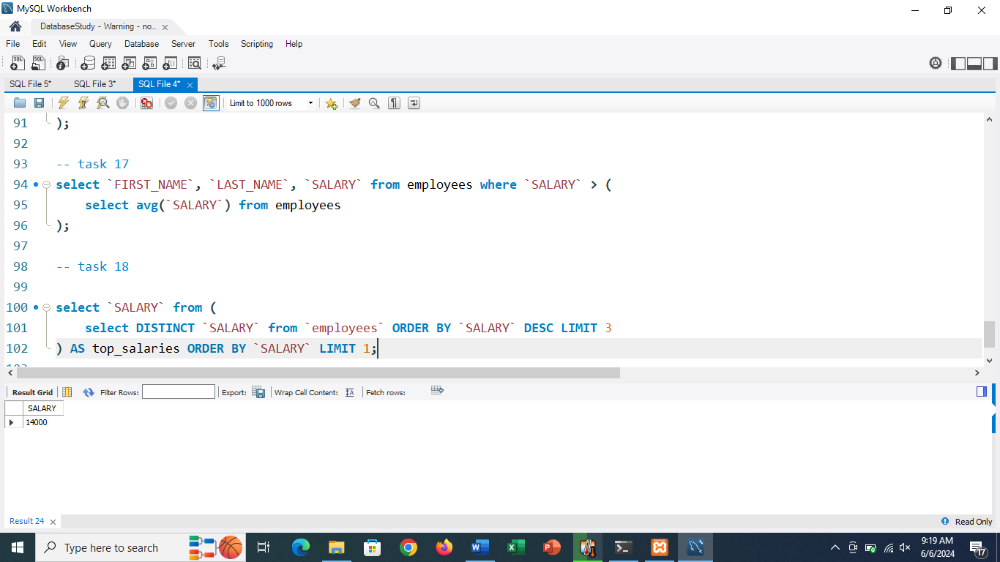 MySQL Workbench
DatabaseStudy - Warning - no...
File Edit View Query Database Server Tools Scripting Help
SQL File 5* SQL File 3* SQL File 4*
Limit to 1000 rows
91 );
92
93 -- task 17
94 select `FIRST_NAME`, `LAST_NAME`, `SALARY` from employees where `SALARY` > (
95 select avg(`SALARY`) from employees
96 );
97
98 -- task 18
99
100 select `SALARY` from (
101 select DISTINCT `SALARY` from `employees` ORDER BY `SALARY` DESC LIMIT 3
102 ) AS top_salaries ORDER BY `SALARY` LIMIT 1;
Result Grid Filter Rows: Export: Wrap Cell Content: Fetch rows:
SALARY
14000
Result 24 Read Only
Type here to search
9:19 AM
6/6/2024
17